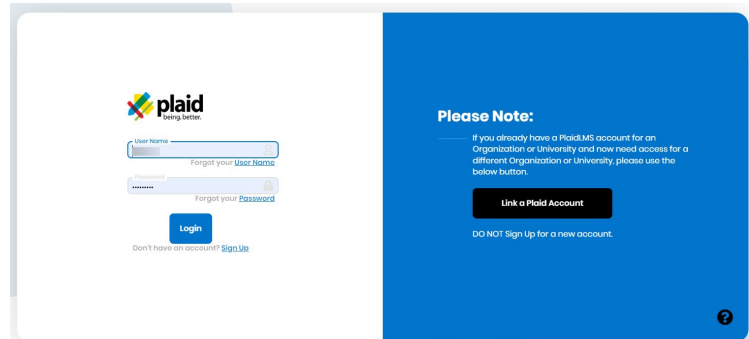 plaid
being. better.
User Name
Forgot your User Name
Password
•••••••••
Forgot your Password
Login
Don't have an account? Sign Up
Please Note:
If you already have a PlaidLMS account for an
Organization or University and now need access for a
different Organization or University, please use the
below button.
Link a Plaid Account
DO NOT Sign Up for a new account.
?